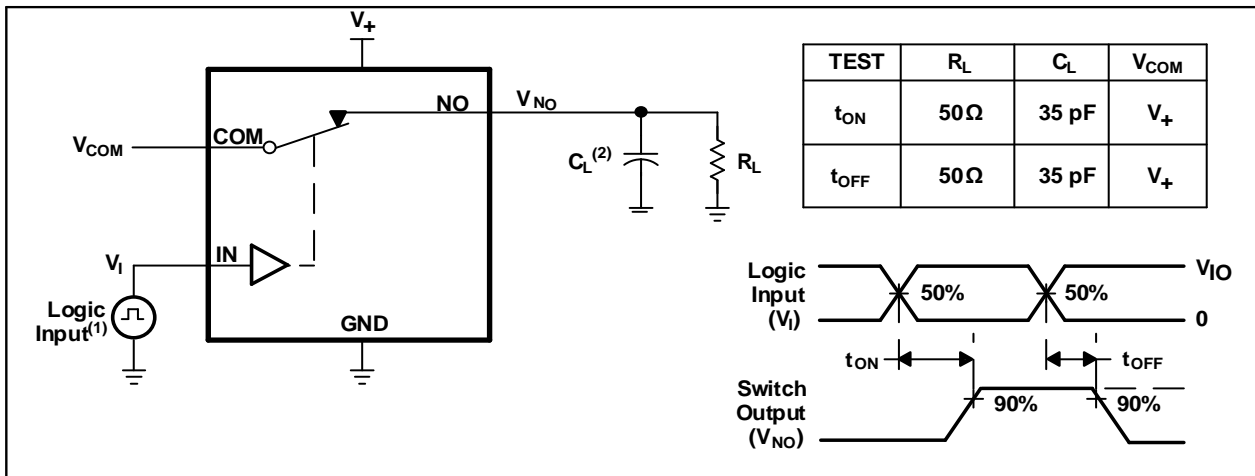 V+
NO
VNO
COM
VCOM
CL(2)
RL
VI
IN
Logic
Input(1)
GND
TEST RL CL VCOM
tON 50Ω 35 pF V+
tOFF 50Ω 35 pF V+
Logic
Input
(VI)
50%
50%
VIO
0
tON
tOFF
Switch
Output
(VNO)
90%
90%